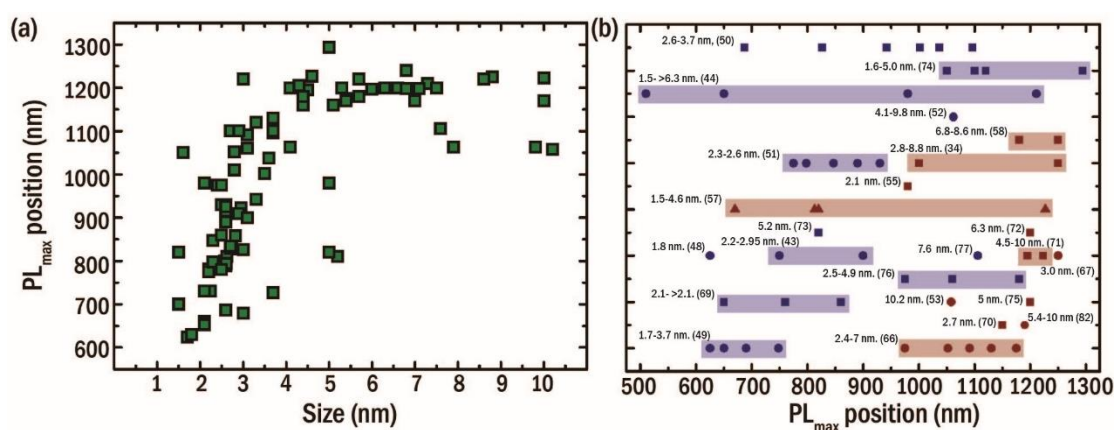 (a)
1300
1200
1100
1000
900
800
700
600
PLmax position (nm)
1 2 3 4 5 6 7 8 9 10
Size (nm)
(b)
2.6-3.7 nm, (50)
1.6-5.0 nm. (74)
1.5- >6.3 nm. (44)
4.1-9.8 nm. (52)
6.8-8.6 nm. (58)
2.3-2.6 nm. (51)
2.8-8.8 nm. (34)
2.1 nm. (55)
1.5-4.6 nm. (57)
5.2 nm. (73)
6.3 nm. (72)
1.8 nm. (48)
2.2-2.95 nm. (43)
7.6 nm. (77)
4.5-10 nm. (71)
3.0 nm. (67)
2.5-4.9 nm. (76)
2.1- >2.1. (69)
10.2 nm. (53)
5 nm. (75)
2.7 nm. (70)
5.4-10 nm (82)
1.7-3.7 nm. (49)
2.4-7 nm. (66)
500 600 700 800 900 1000 1100 1200 1300
PLmax position (nm)